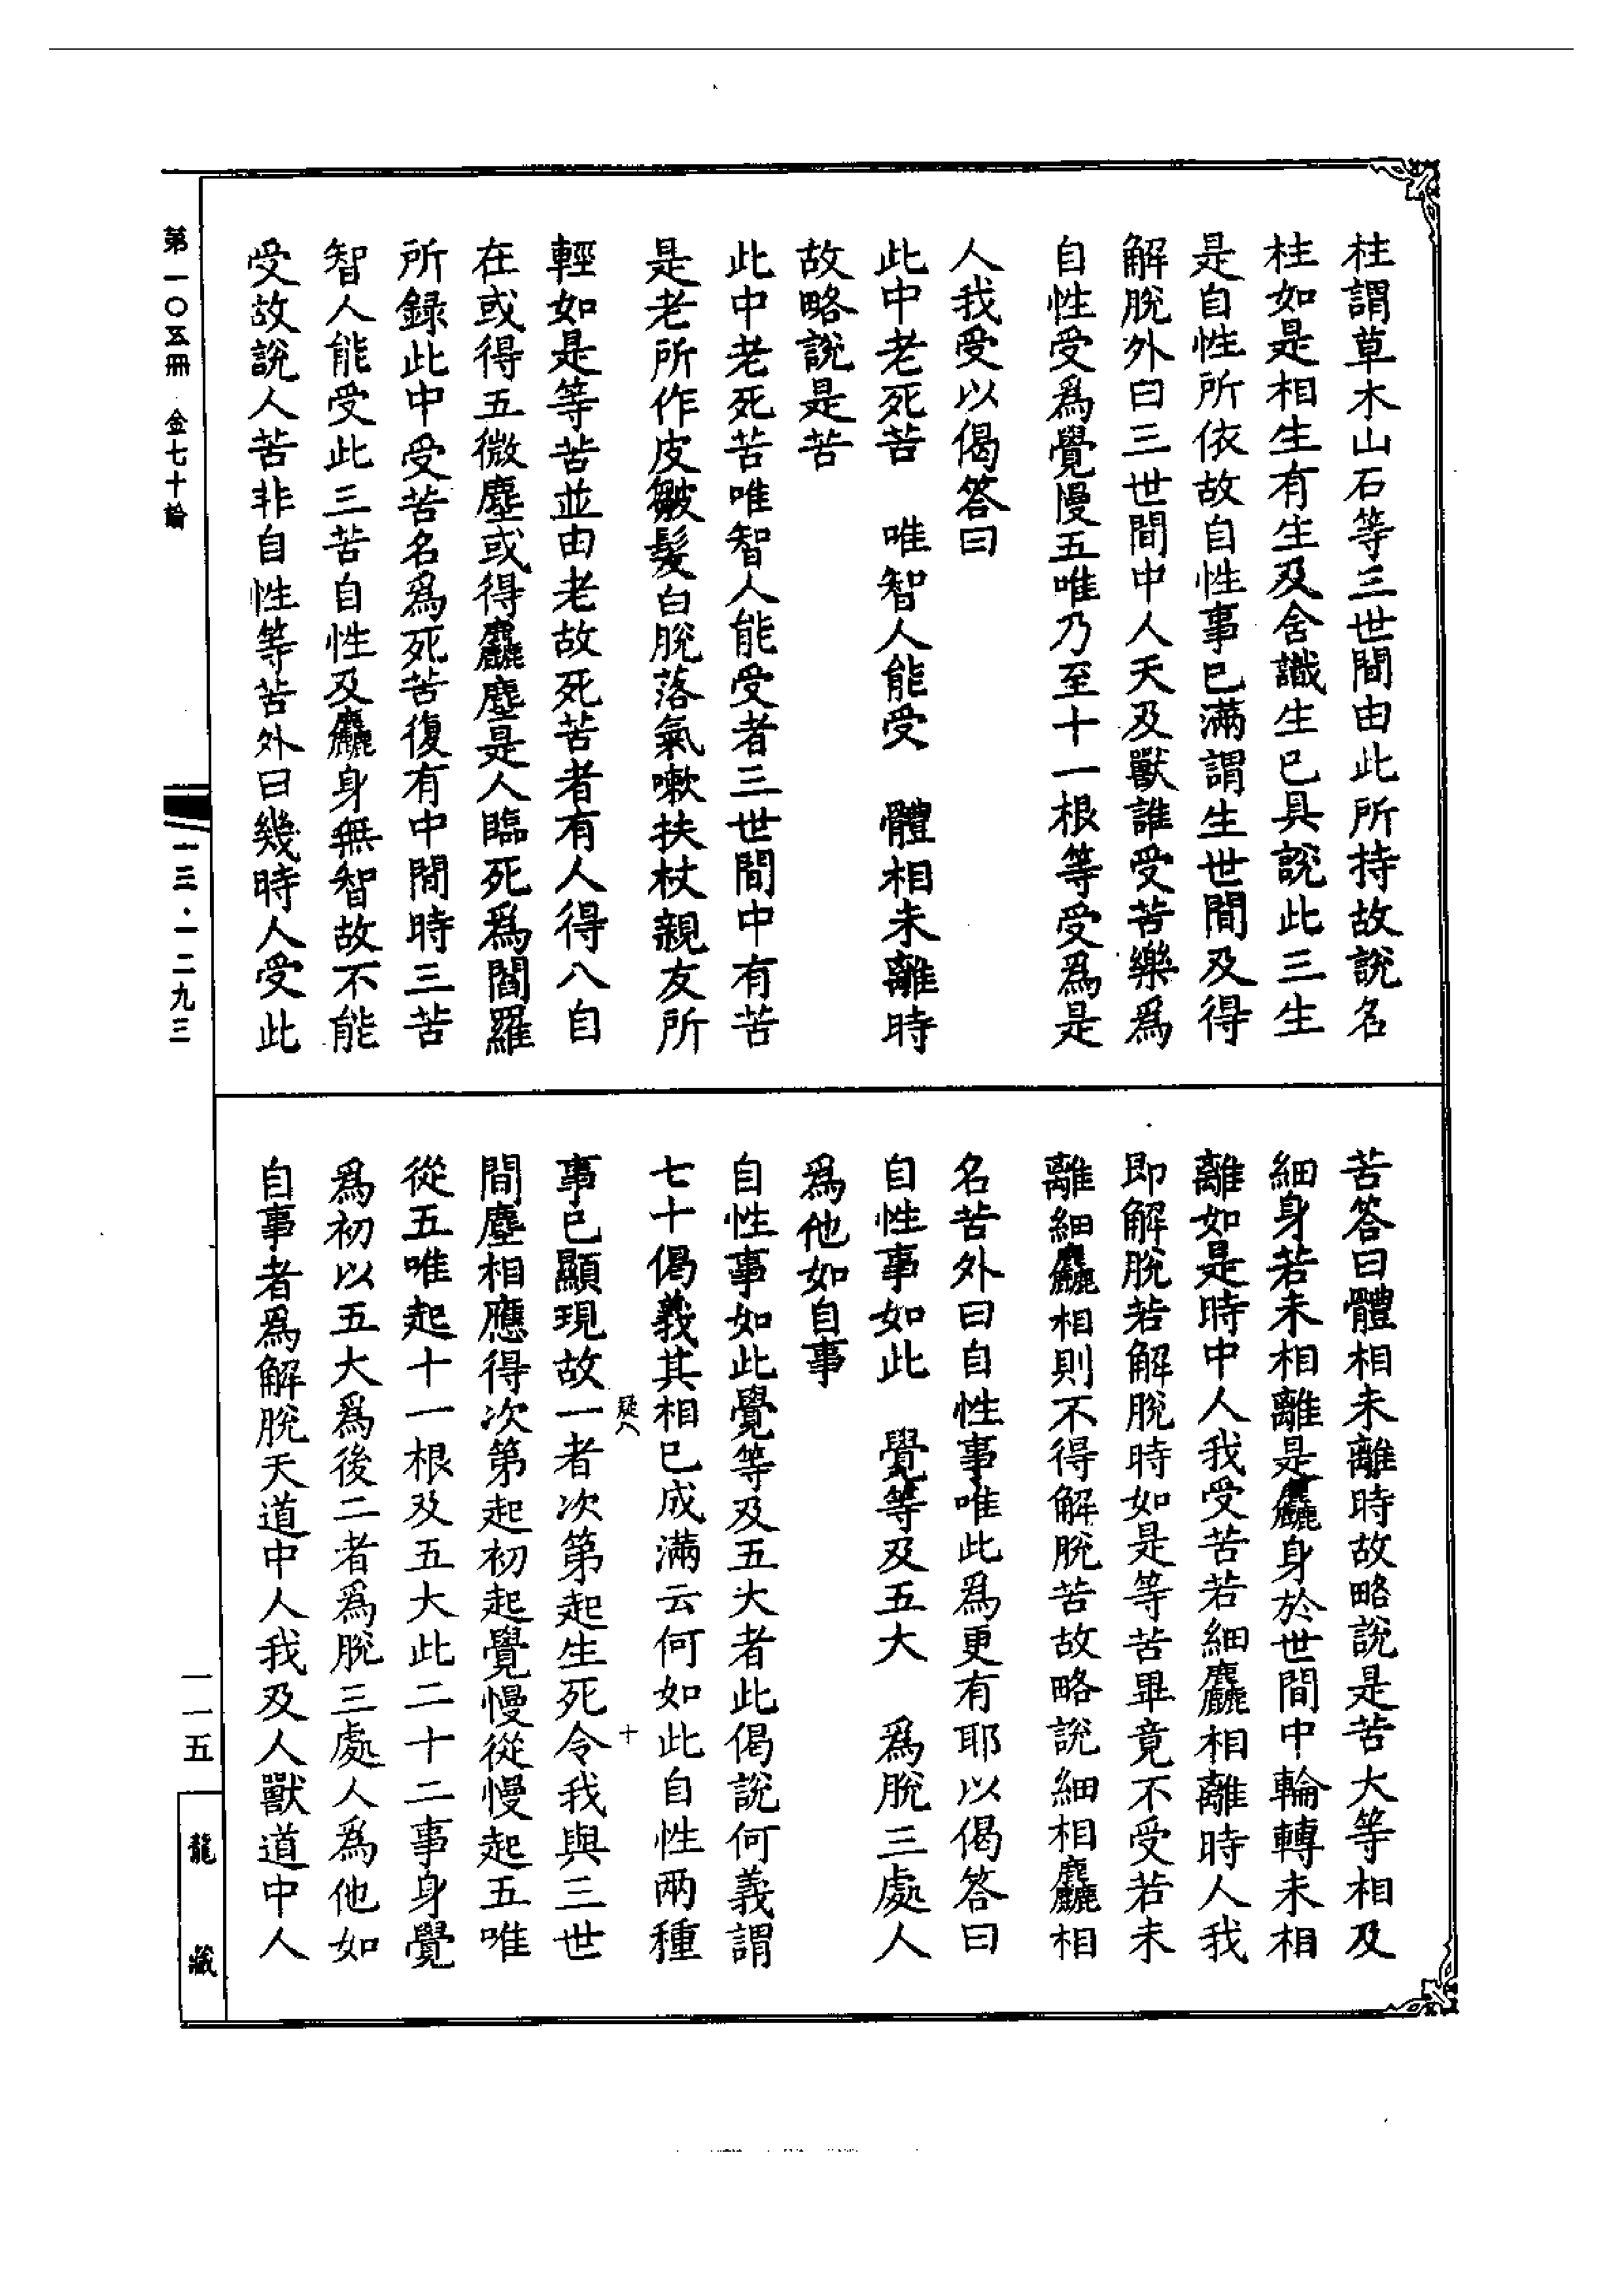 柱謂草木山石等三世間由此所持故說名
柱如是相生有生及含識生已具說此三生
是自性所依故自性事已滿謂生世間及得
解脫外曰三世間中人天及獸誰受苦樂爲
自性受爲覺慢五唯乃至十一根等受爲是
人我受以偈答曰
此中老死苦　唯智人能受　體相未離時
故略說是苦
此中老死苦唯智人能受者三世間中有苦
是老所作皮皺髮白脫落氣嗽扶杖親友所
輕如是等苦並由老故死苦者有人得八自
在或得五微塵或得麤塵是人臨死爲閻羅
所錄此中受苦名爲死苦復有中間時三苦
智人能受此三苦自性及麤身無智故不能
受故說人苦非自性等苦外曰幾時人受此
苦答曰體相未離時故略說是苦大等相及
細身若未相離是麤身於世間中輪轉未相
離如是時中人我受苦若細麤相離時人我
即解脫若解脫時如是等苦畢竟不受若未
離細麤相則不得解脫苦故略說細相麤相
名苦外曰自性事唯此爲更有耶以偈答曰
自性事如此　覺等及五大　爲脫三處人
爲他如自事
自性事如此覺等及五大者此偈說何義謂
七十偈義其相已成滿云何如此自性兩種
疑八
十
事已顯現故一者次第起生死令我與三世
間塵相應得次第起初起覺慢從慢起五唯
從五唯起十一根及五大此二十二事身覺
爲初以五大爲後二者爲脫三處人爲他如
自事者爲解脫天道中人我及人獸道中人
第一〇五冊　金七十論
一三·一二九三
一一五
龍藏